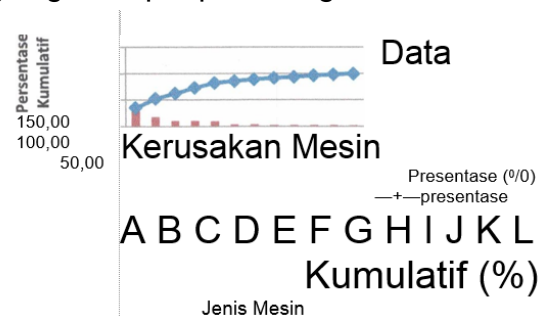 Persentase
Kumulatif
Data
150,00
100,00
50,00
Kerusakan Mesin
Presentase (⁰/0)
—+—presentase
A B C D E F G H I J K L
Kumulatif (%)
Jenis Mesin